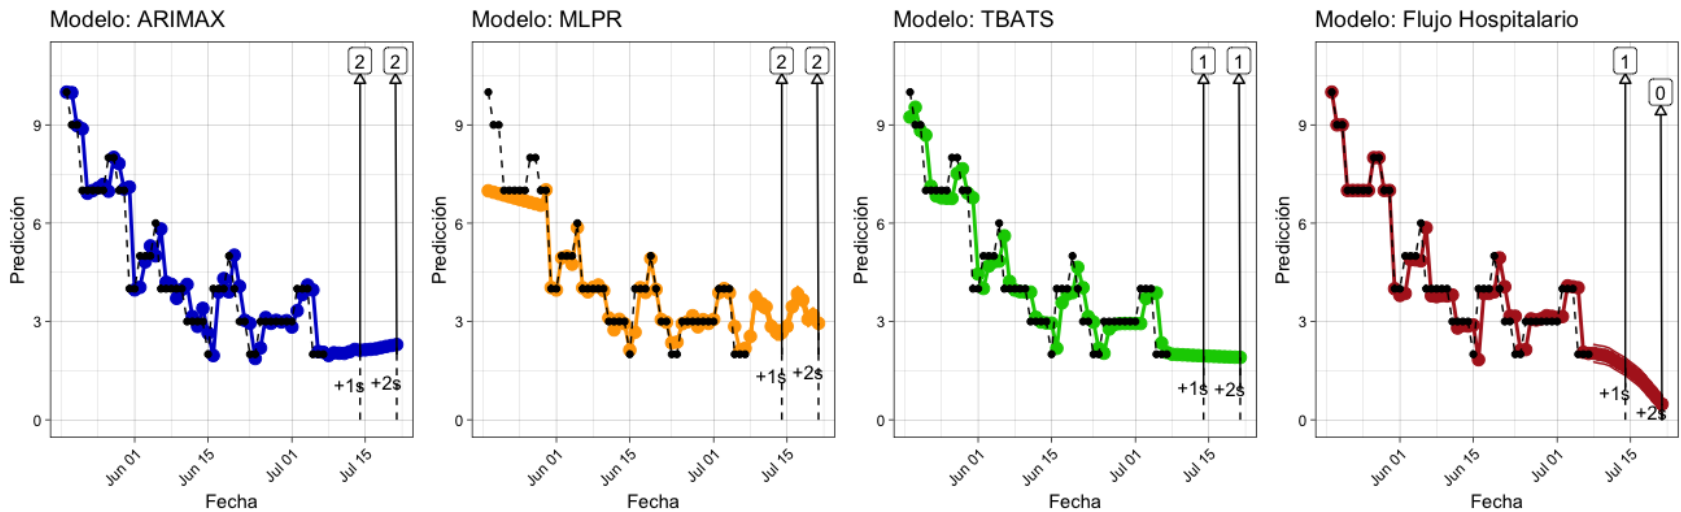 Modelo: ARIMAX
2 2
9
6
3
0
Predicción
+1s +2s
Jun 01 Jun 15 Jul 01 Jul 15
Fecha
Modelo: MLPR
2 2
9
6
3
0
Predicción
+1s +2s
Jun 01 Jun 15 Jul 01 Jul 15
Fecha
Modelo: TBATS
1 1
9
6
3
0
Predicción
+1s +2s
Jun 01 Jun 15 Jul 01 Jul 15
Fecha
Modelo: Flujo Hospitalario
1
0
9
6
3
0
Predicción
+1s
+2s
Jun 01 Jun 15 Jul 01 Jul 15
Fecha